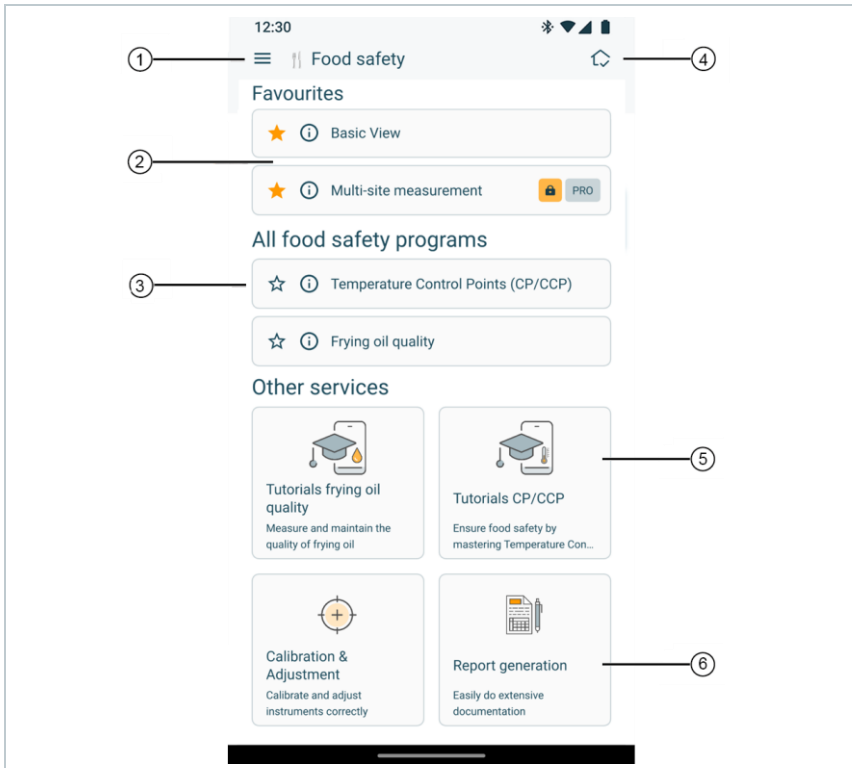 12:30
1 Food safety 4
Favourites
Basic View
2
Multi-site measurement PRO
All food safety programs
3 Temperature Control Points (CP/CCP)
Frying oil quality
Other services
5
Tutorials frying oil
quality
Measure and maintain the
quality of frying oil
Tutorials CP/CCP
Ensure food safety by
mastering Temperature Con...
Calibration &
Adjustment
Calibrate and adjust
instruments correctly
Report generation
6
Easily do extensive
documentation